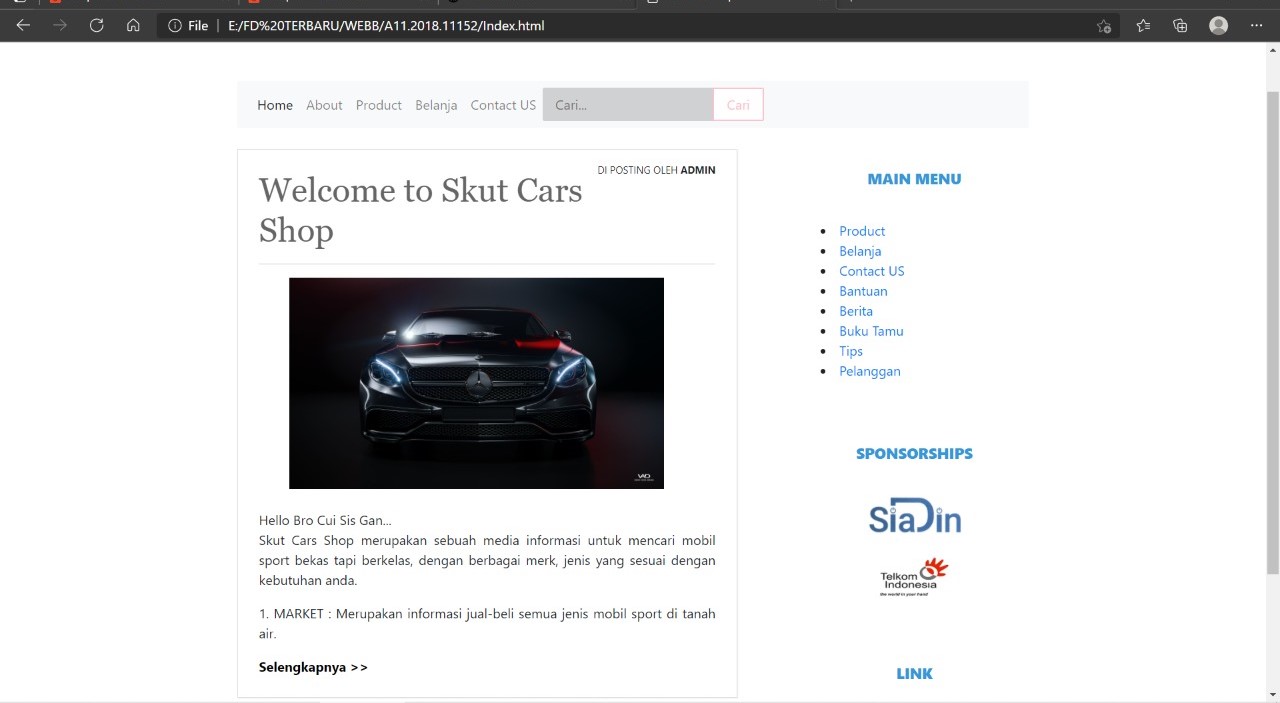 File
E:/FD%20TERBARU/WEBB/A11.2018.11152/Index.html
Home About Product Belanja Contact US Cari... Cari
DI POSTING OLEH ADMIN
Welcome to Skut Cars
Shop
Hello Bro Cui Sis Gan...
Skut Cars Shop merupakan sebuah media informasi untuk mencari mobil
sport bekas tapi berkelas, dengan berbagai merk, jenis yang sesuai dengan
kebutuhan anda.
1. MARKET : Merupakan informasi jual-beli semua jenis mobil sport di tanah
air.
Selengkapnya >>
MAIN MENU
Product
Belanja
Contact US
Bantuan
Berita
Buku Tamu
Tips
Pelanggan
SPONSORSHIPS
SiaDin
Telkom
Indonesia
the world in your hand
LINK